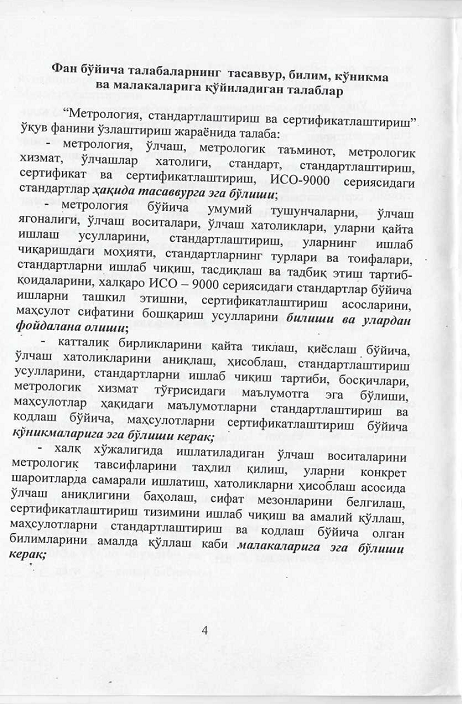 Фан бўйича талабаларнинг тасаввур, билим, кўникма
ва малакаларига қўйиладиган талаблар
“Метрология, стандартлаштириш ва сертификатлаштириш”
ўқув фанини ўзлаштириш жараёнида талаба:
- метрология, ўлчаш, метрологик таъминот, метрологик
хизмат, ўлчашлар хатолиги, стандарт, стандартлаштириш,
сертификат ва сертификатлаштириш, ИСО-9000 сериясидаги
стандартлар ҳақида тасаввурга эга бўлиши;
- метрология бўйича умумий тушунчаларни, ўлчаш
ягоналиги, ўлчаш воситалари, ўлчаш хатоликлари, уларни қайта
ишлаш усулларини, стандартлаштириш, уларнинг ишлаб
чиқаришдаги моҳияти, стандартларнинг турлари ва тоифалари,
стандартларни ишлаб чиқиш, тасдиқлаш ва тадбиқ этиш тартиб-
қоидаларини, халқаро ИСО – 9000 сериясидаги стандартлар бўйича
ишларни ташкил этишни, сертификатлаштириш асосларини,
маҳсулот сифатини бошқариш усулларини билиши ва улардан
фойдалана олиши;
- катталик бирликларини қайта тиклаш, қиёслаш бўйича,
ўлчаш хатоликларини аниқлаш, ҳисоблаш, стандартлаштириш
усулларини, стандартларни ишлаб чиқиш тартиби, босқичлари,
метрологик хизмат тўғрисидаги маълумотга эга бўлиши,
маҳсулотлар ҳақидаги маълумотларни стандартлаштириш ва
кодлаш бўйича, маҳсулотларни сертификатлаштириш бўйича
кўникмаларига эга бўлиши керак;
- халқ хўжалигида ишлатиладиган ўлчаш воситаларини
метрологик тавсифларини таҳлил қилиш, уларни конкрет
шароитларда самарали ишлатиш, хатоликларни ҳисоблаш асосида
ўлчаш аниқлигини баҳолаш, сифат мезонларини белгилаш,
сертификатлаштириш тизимини ишлаб чиқиш ва амалий қўллаш,
маҳсулотларни стандартлаштириш ва кодлаш бўйича олган
билимларини амалда қўллаш каби малакаларига эга бўлиши
керак;
4